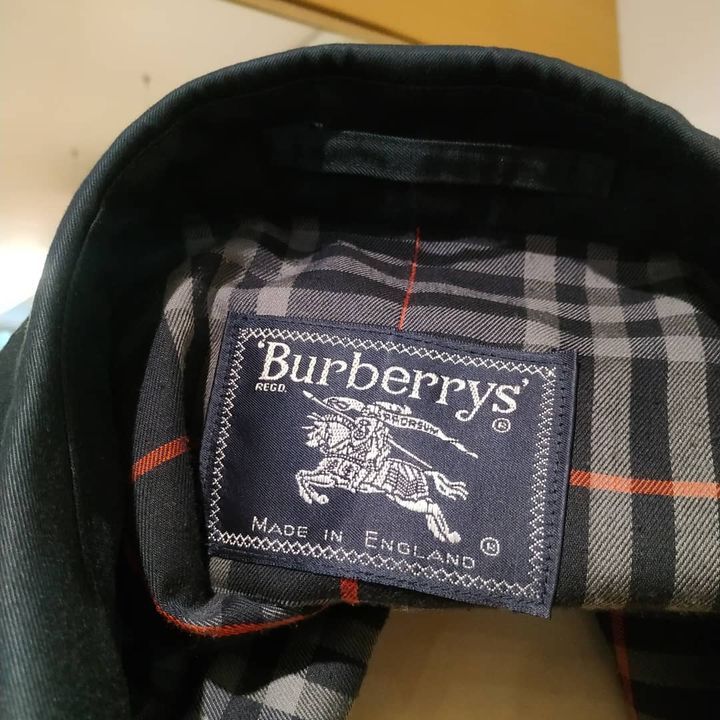 'Burberrys'
REGD.
®
PRORSUM
MADE IN ENGLAND ®